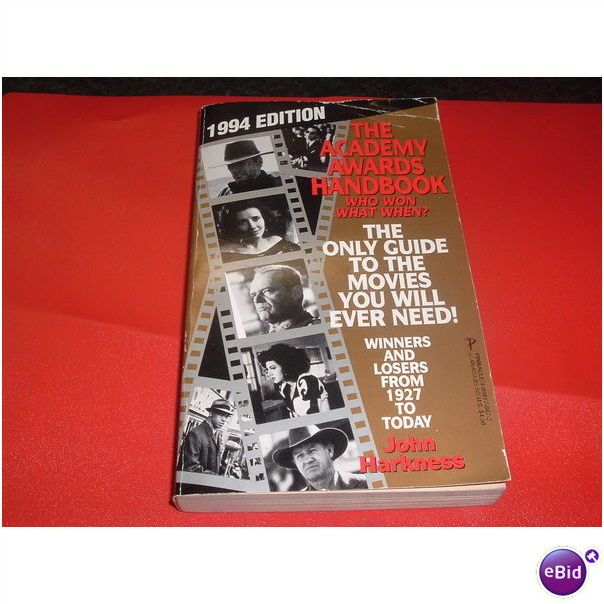 1994 EDITION
THE
ACADEMY
AWARDS
HANDBOOK
WHO WON
WHAT WHEN?
THE
ONLY GUIDE
TO THE
MOVIES
YOU WILL
EVER NEED!
WINNERS
AND
LOSERS
FROM
1927
TO
TODAY
John
Harkness
eBid